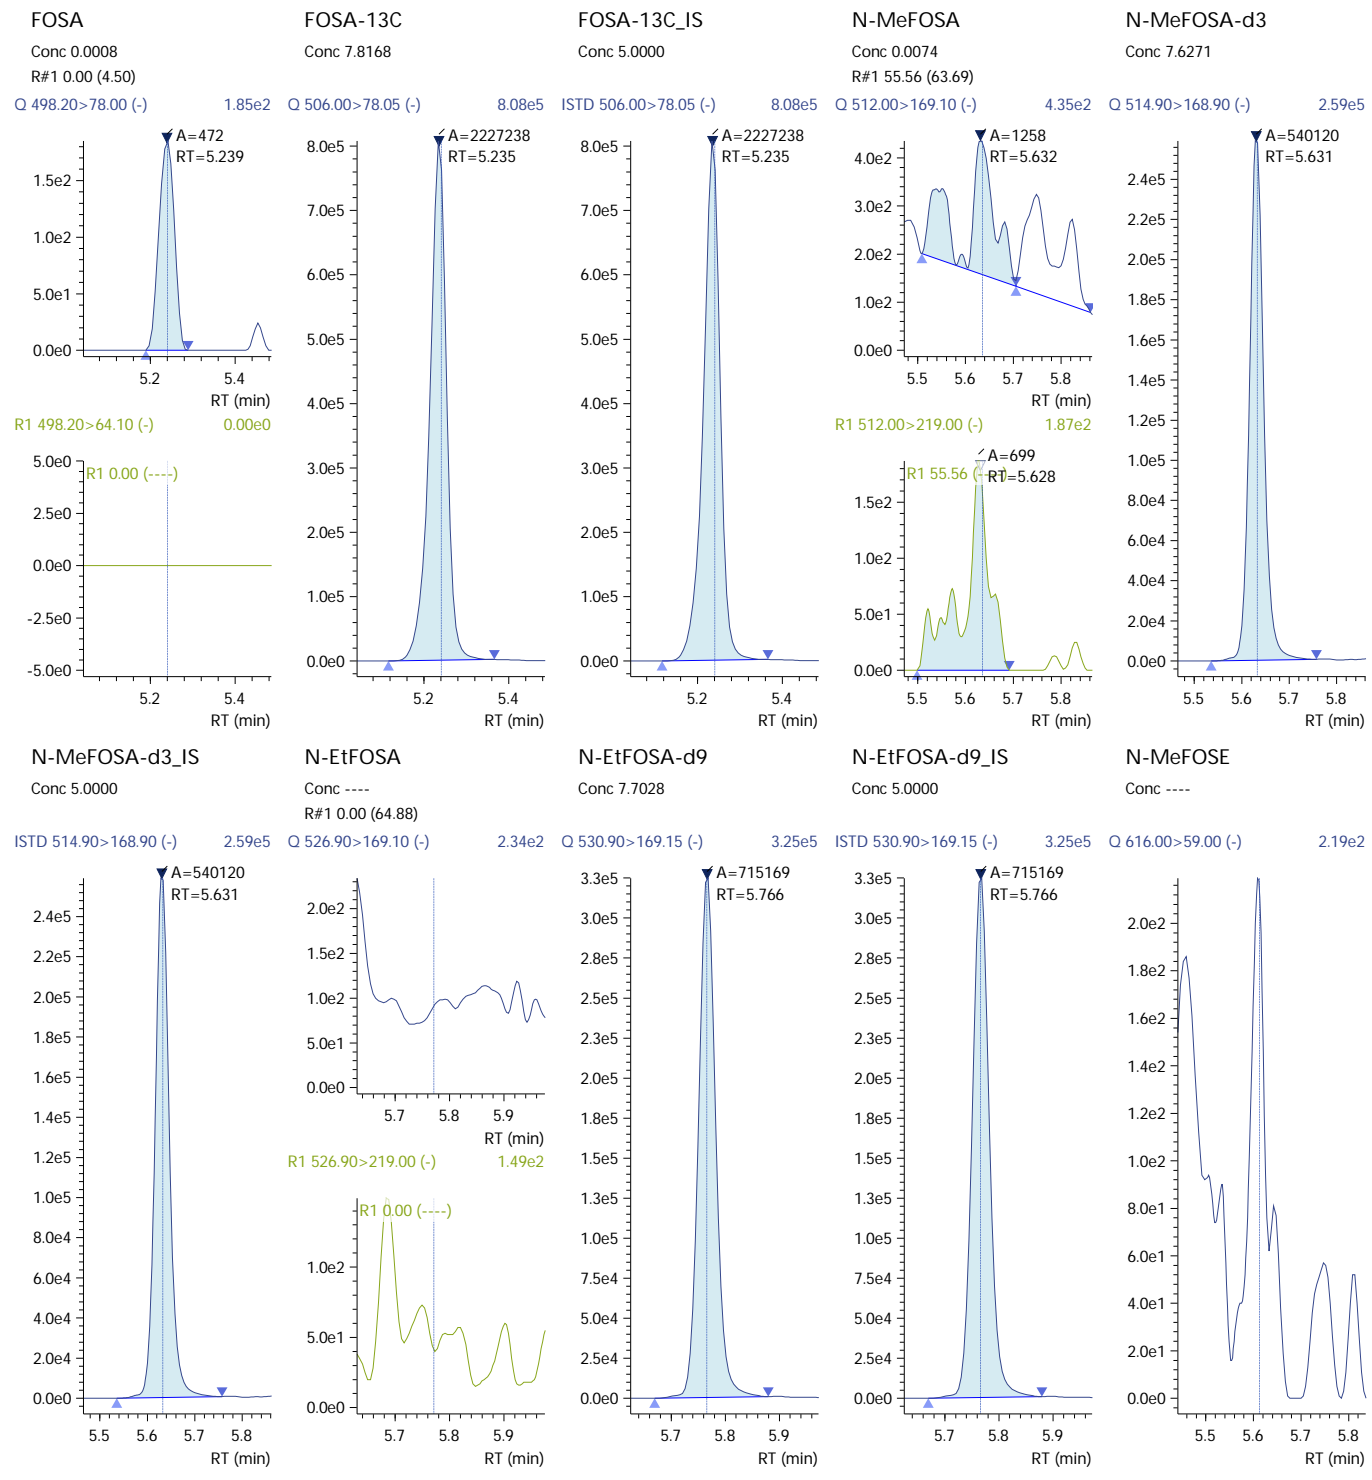 FOSA
Conc 0.0008
R#1 0.00 (4.50)
Q 498.20>78.00 (-) 1.85e2
A=472
RT=5.239
1.5e2
1.0e2
5.0e1
0.0e0
5.2 5.4
RT (min)
R1 498.20>64.10 (-) 0.00e0
R1 0.00 (----)
5.0e0
2.5e0
0.0e0
-2.5e0
-5.0e0
5.2 5.4
RT (min)
FOSA-13C
Conc 7.8168
Q 506.00>78.05 (-) 8.08e5
A=2227238
RT=5.235
8.0e5
7.0e5
6.0e5
5.0e5
4.0e5
3.0e5
2.0e5
1.0e5
0.0e0
5.2 5.4
RT (min)
FOSA-13C_IS
Conc 5.0000
ISTD 506.00>78.05 (-) 8.08e5
A=2227238
RT=5.235
8.0e5
7.0e5
6.0e5
5.0e5
4.0e5
3.0e5
2.0e5
1.0e5
0.0e0
5.2 5.4
RT (min)
N-MeFOSA
Conc 0.0074
R#1 55.56 (63.69)
Q 512.00>169.10 (-) 4.35e2
A=1258
RT=5.632
4.0e2
3.0e2
2.0e2
1.0e2
0.0e0
5.5 5.6 5.7 5.8
RT (min)
R1 512.00>219.00 (-) 1.87e2
A=699
R1 55.56 (----)
RT=5.628
1.5e2
1.0e2
5.0e1
0.0e0
5.5 5.6 5.7 5.8
RT (min)
N-MeFOSA-d3
Conc 7.6271
Q 514.90>168.90 (-) 2.59e5
A=540120
RT=5.631
2.4e5
2.2e5
2.0e5
1.8e5
1.6e5
1.4e5
1.2e5
1.0e5
8.0e4
6.0e4
4.0e4
2.0e4
0.0e0
5.5 5.6 5.7 5.8
RT (min)
N-MeFOSA-d3_IS
Conc 5.0000
ISTD 514.90>168.90 (-) 2.59e5
A=540120
RT=5.631
2.4e5
2.2e5
2.0e5
1.8e5
1.6e5
1.4e5
1.2e5
1.0e5
8.0e4
6.0e4
4.0e4
2.0e4
0.0e0
5.5 5.6 5.7 5.8
RT (min)
N-EtFOSA
Conc ----
R#1 0.00 (64.88)
Q 526.90>169.10 (-) 2.34e2
2.0e2
1.5e2
1.0e2
5.0e1
0.0e0
5.7 5.8 5.9
RT (min)
R1 526.90>219.00 (-) 1.49e2
R1 0.00 (----)
1.0e2
5.0e1
0.0e0
5.7 5.8 5.9
RT (min)
N-EtFOSA-d9
Conc 7.7028
Q 530.90>169.15 (-) 3.25e5
A=715169
RT=5.766
3.3e5
3.0e5
2.8e5
2.5e5
2.3e5
2.0e5
1.8e5
1.5e5
1.3e5
1.0e5
7.5e4
5.0e4
2.5e4
0.0e0
5.7 5.8 5.9
RT (min)
N-EtFOSA-d9_IS
Conc 5.0000
ISTD 530.90>169.15 (-) 3.25e5
A=715169
RT=5.766
3.3e5
3.0e5
2.8e5
2.5e5
2.3e5
2.0e5
1.8e5
1.5e5
1.3e5
1.0e5
7.5e4
5.0e4
2.5e4
0.0e0
5.7 5.8 5.9
RT (min)
N-MeFOSE
Conc ----
Q 616.00>59.00 (-) 2.19e2
2.0e2
1.8e2
1.6e2
1.4e2
1.2e2
1.0e2
8.0e1
6.0e1
4.0e1
2.0e1
0.0e0
5.5 5.6 5.7 5.8
RT (min)